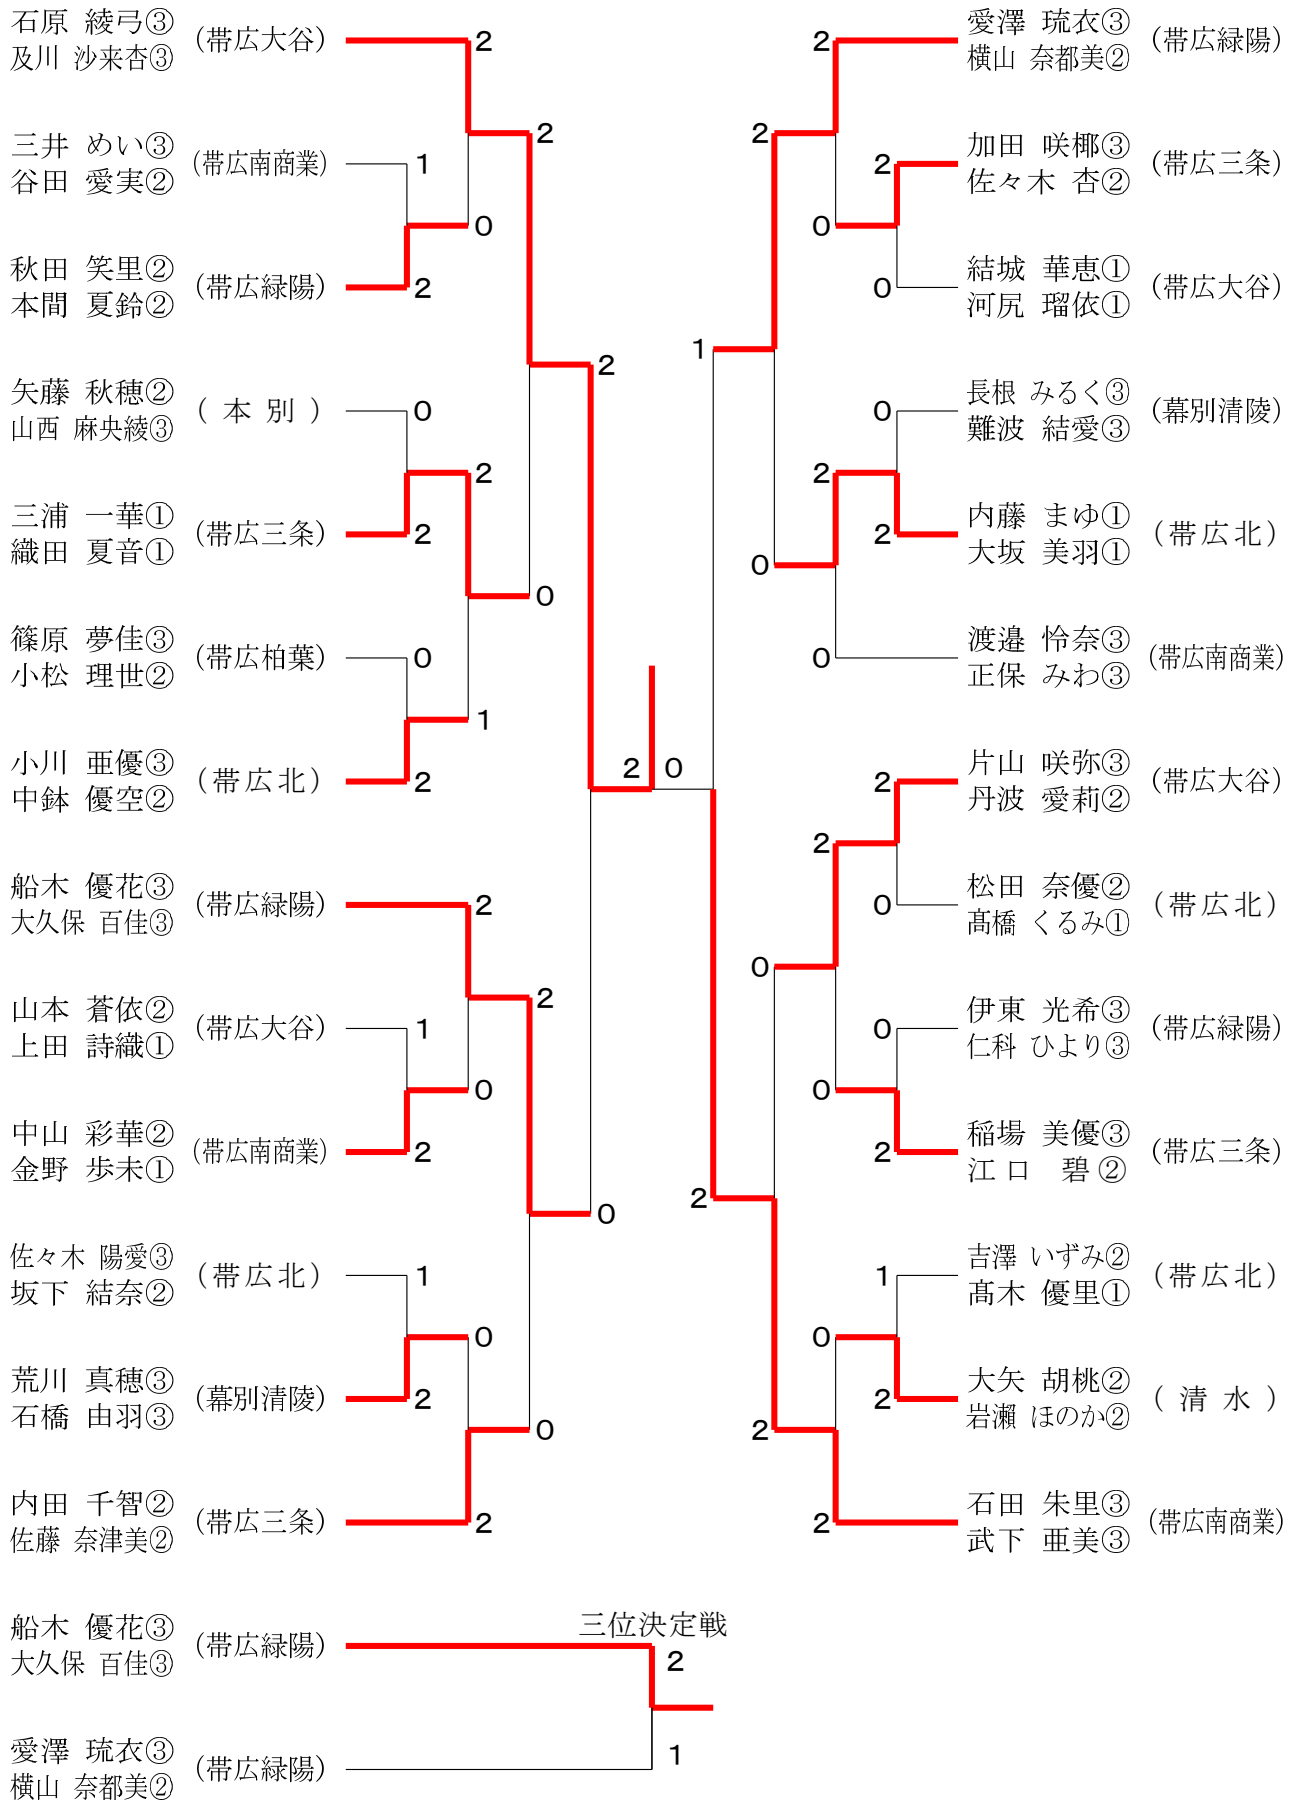 石原 綾弓③
及川 沙来杏③
(帯広大谷)
2
三井 めい③
谷田 愛実②
(帯広南商業)
1
2
0
秋田 笑里②
本間 夏鈴②
(帯広緑陽)
2
2
矢藤 秋穂②
山西 麻央綾③
(本別)
0
2
三浦 一華①
織田 夏音①
(帯広三条)
2
0
篠原 夢佳③
小松 理世②
(帯広柏葉)
0
1
小川 亜優③
中鉢 優空②
(帯広北)
2
2 0
船木 優花③
大久保 百佳③
(帯広緑陽)
2
2
山本 蒼依②
上田 詩織①
(帯広大谷)
1
0
中山 彩華②
金野 歩未①
(帯広南商業)
2
0
佐々木 陽愛③
坂下 結奈②
(帯広北)
1
0
荒川 真穂③
石橋 由羽③
(幕別清陵)
2
0
内田 千智②
佐藤 奈津美②
(帯広三条)
2
2
愛澤 琉衣③
横山 奈都美②
(帯広緑陽)
2
2
加田 咲椰③
佐々木 杏②
(帯広三条)
0
0
結城 華恵①
河尻 瑠依①
(帯広大谷)
1
0
長根 みるく③
難波 結愛③
(幕別清陵)
2
2
内藤 まゆ①
大坂 美羽①
(帯広北)
0
0
渡邉 怜奈③
正保 みわ③
(帯広南商業)
2
片山 咲弥③
丹波 愛莉②
(帯広大谷)
2
0
松田 奈優②
髙橋 くるみ①
(帯広北)
0
0
伊東 光希③
仁科 ひより③
(帯広緑陽)
0
2
稲場 美優③
江口 碧②
(帯広三条)
2
1
吉澤 いずみ②
髙木 優里①
(帯広北)
0
2
大矢 胡桃②
岩瀬 ほのか②
(清水)
2
2
石田 朱里③
武下 亜美③
(帯広南商業)
三位決定戦
船木 優花③
大久保 百佳③
(帯広緑陽)
2
愛澤 琉衣③
横山 奈都美②
(帯広緑陽)
1